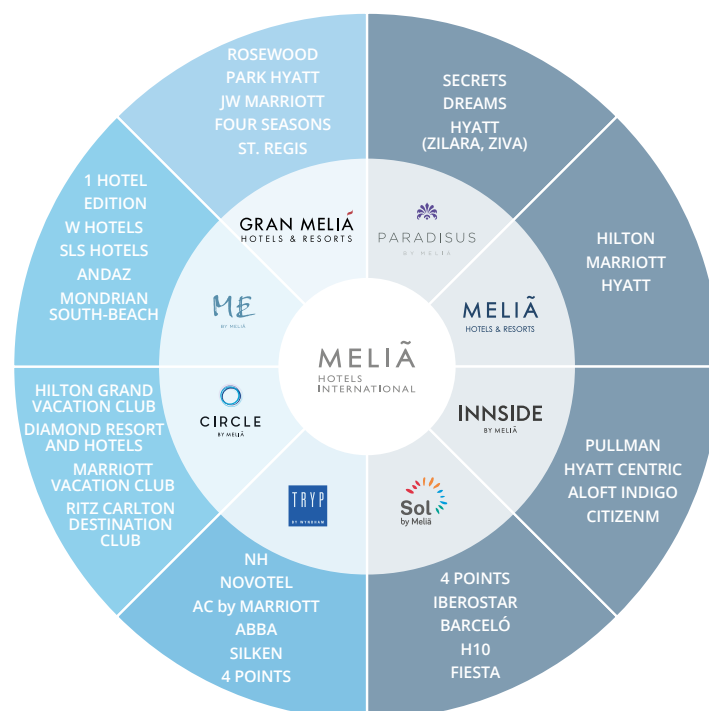 ROSEWOOD
PARK HYATT
JW MARRIOTT
FOUR SEASONS
ST. REGIS
SECRETS
DREAMS
HYATT
(ZILARA, ZIVA)
1 HOTEL
EDITION
W HOTELS
SLS HOTELS
ANDAZ
MONDRIAN
SOUTH-BEACH
HILTON
MARRIOTT
HYATT
GRAN MELIÁ
HOTELS & RESORTS
PARADISUS
BY MELIÁ
ME
BY MELIÁ
MELIÃ
HOTELS & RESORTS
MELIÃ
HOTELS
INTERNATIONAL
CIRCLE
BY MELIÃ
INNSIDE
BY MELIÃ
TRYP
BY WYNDHAM
Sol
by Meliã
HILTON GRAND
VACATION CLUB
DIAMOND RESORT
AND HOTELS
MARRIOTT
VACATION CLUB
RITZ CARLTON
DESTINATION
CLUB
PULLMAN
HYATT CENTRIC
ALOFT INDIGO
CITIZENM
NH
NOVOTEL
AC by MARRIOTT
ABBA
SILKEN
4 POINTS
4 POINTS
IBEROSTAR
BARCELÓ
H10
FIESTA